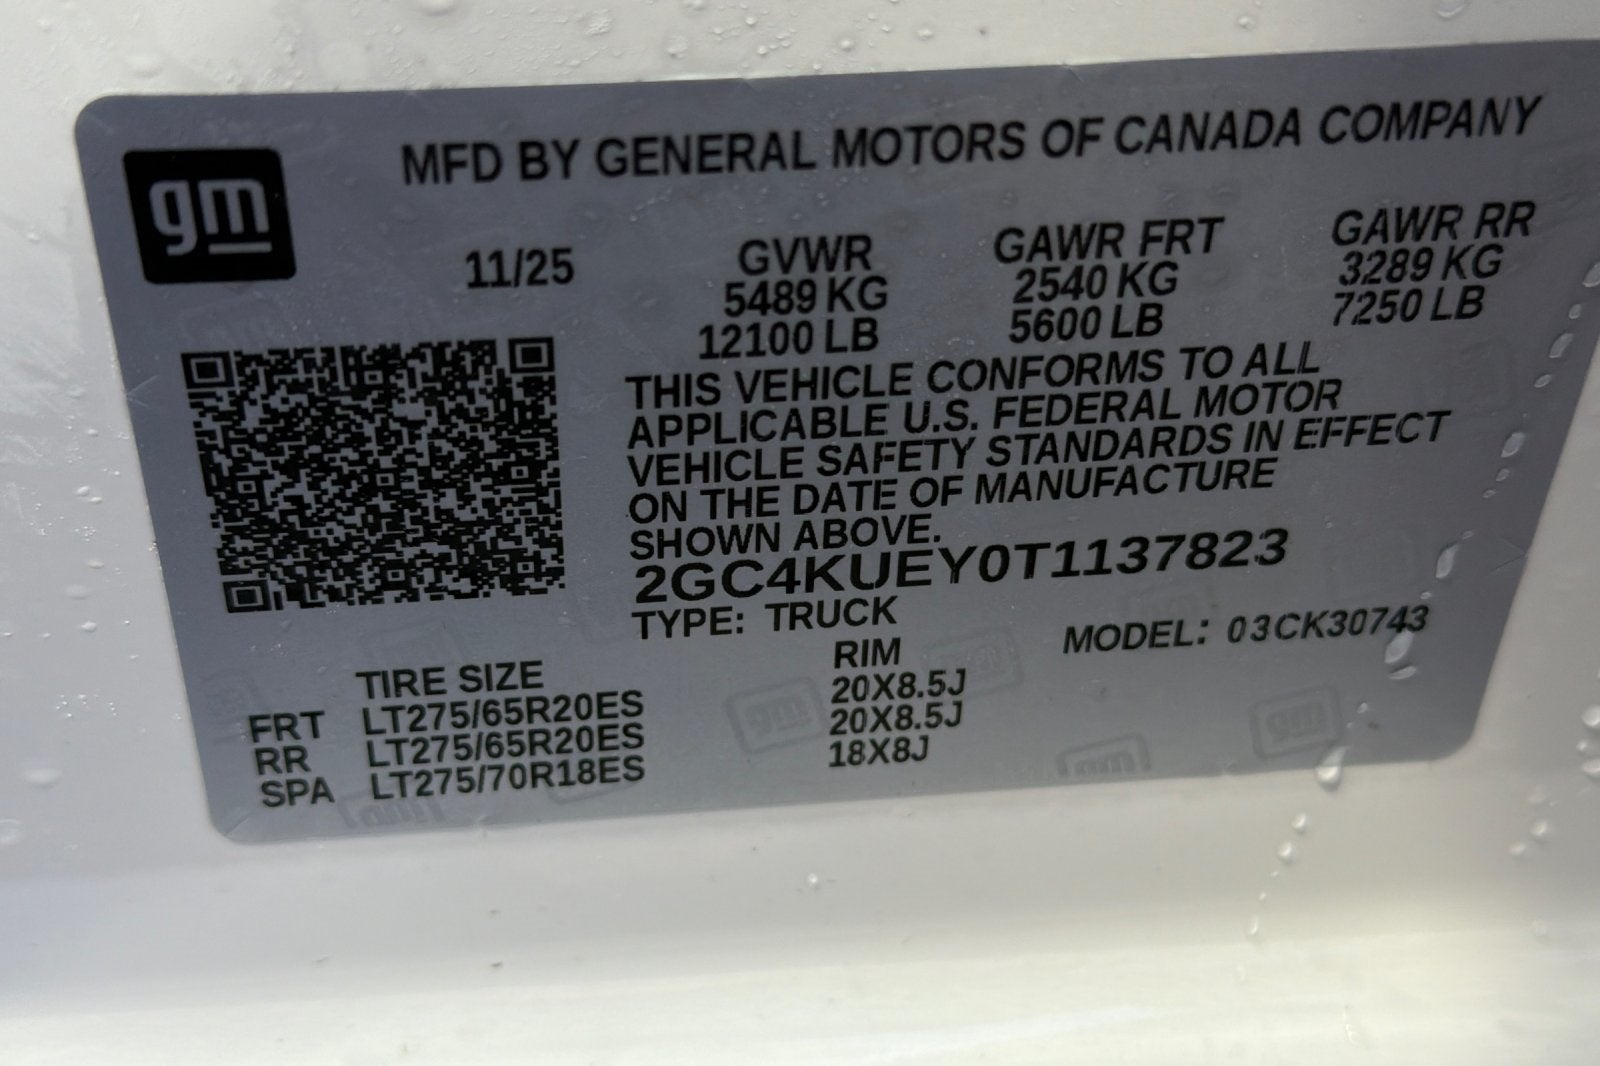 gm
MFD BY GENERAL MOTORS OF CANADA COMPANY
11/25
GVWR
5489 KG
12100 LB
GAWR FRT
2540 KG
5600 LB
GAWR RR
3289 KG
7250 LB
THIS VEHICLE CONFORMS TO ALL
APPLICABLE U.S. FEDERAL MOTOR
VEHICLE SAFETY STANDARDS IN EFFECT
ON THE DATE OF MANUFACTURE
SHOWN ABOVE.
2GC4KUEY0T1137823
TYPE: TRUCK
MODEL: 03CK30743
TIRE SIZE RIM
FRT LT275/65R20ES 20X8.5J
RR LT275/65R20ES 20X8.5J
SPA LT275/70R18ES 18X8J